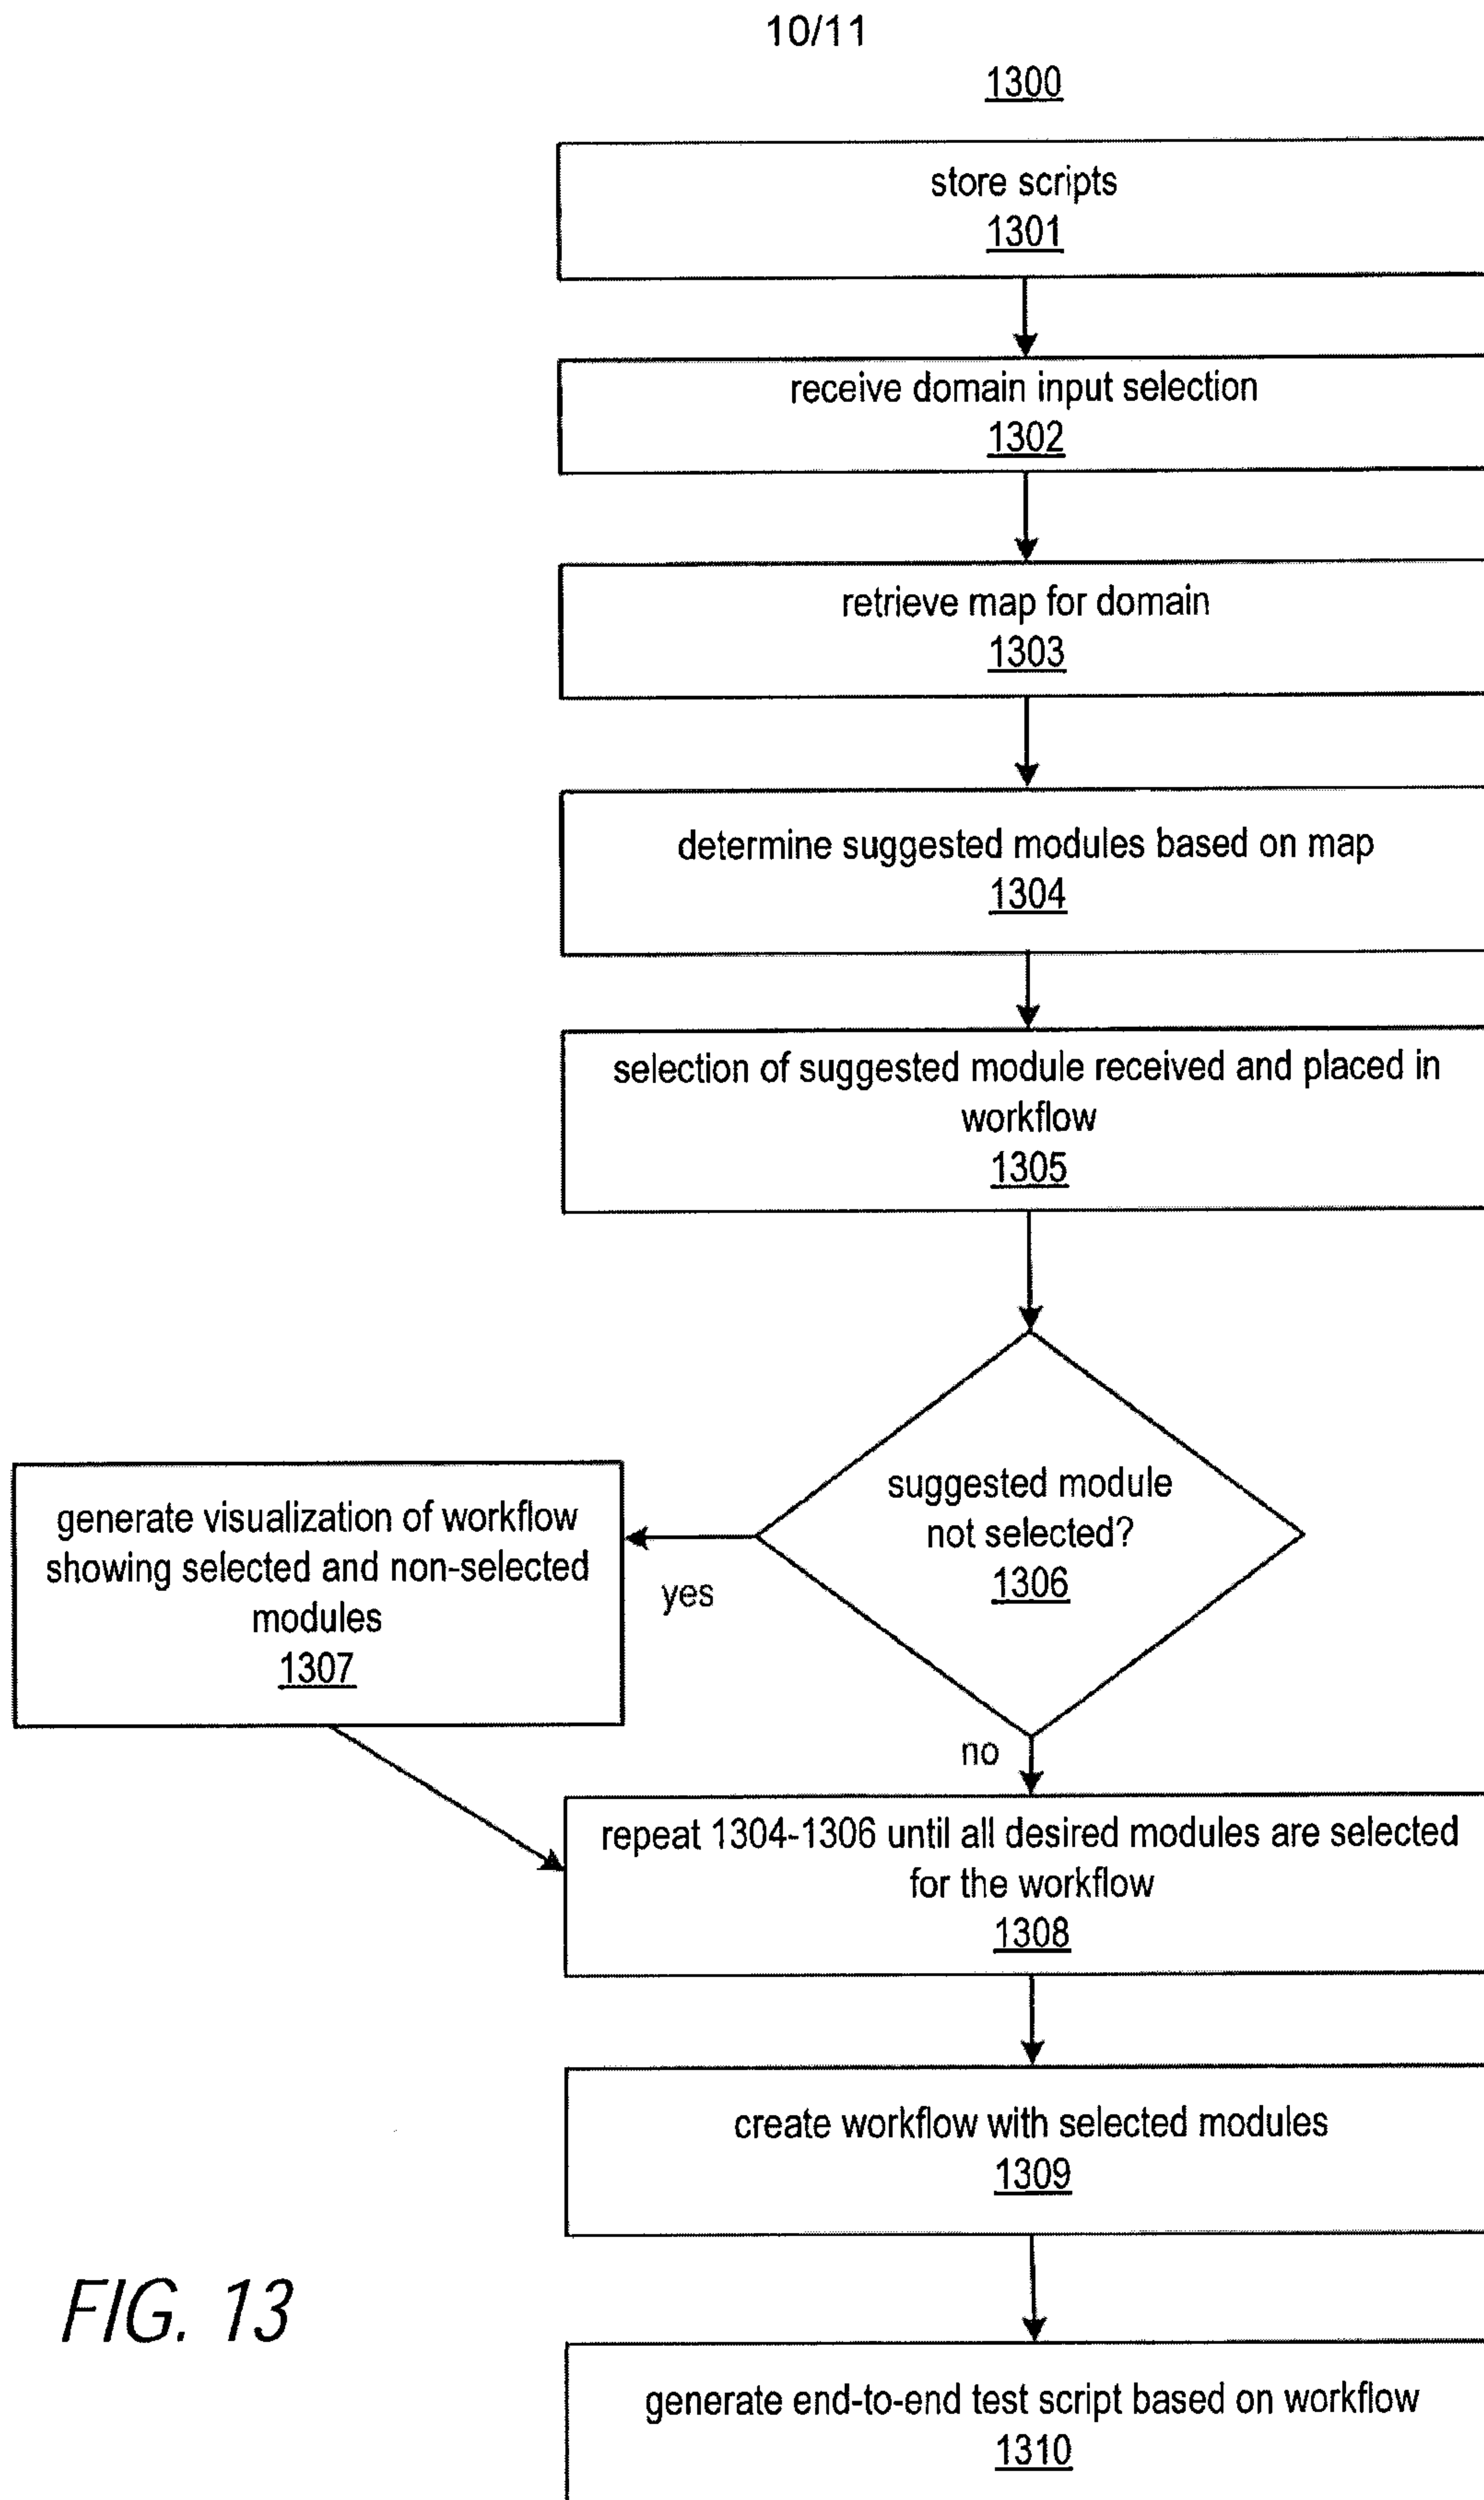 10/11
1300
store scripts
1301
receive domain input selection
1302
retrieve map for domain
1303
determine suggested modules based on map
1304
selection of suggested module received and placed in
workflow
1305
suggested module
not selected?
1306
yes
generate visualization of workflow
showing selected and non-selected
modules
1307
no
repeat 1304-1306 until all desired modules are selected
for the workflow
1308
create workflow with selected modules
1309
generate end-to-end test script based on workflow
1310
FIG. 13